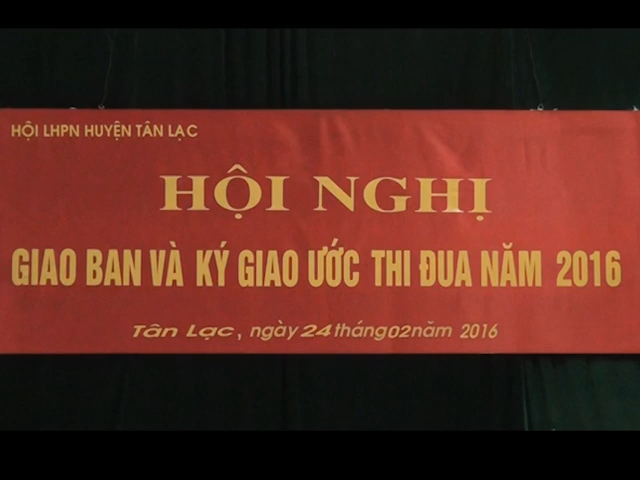 HỘI LHPN HUYỆN TÂN LẠC
HỘI NGHỊ
GIAO BAN VÀ KÝ GIAO ƯỚC THI ĐUA NĂM 2016
Tân Lạc, ngày 24 tháng 02 năm 2016